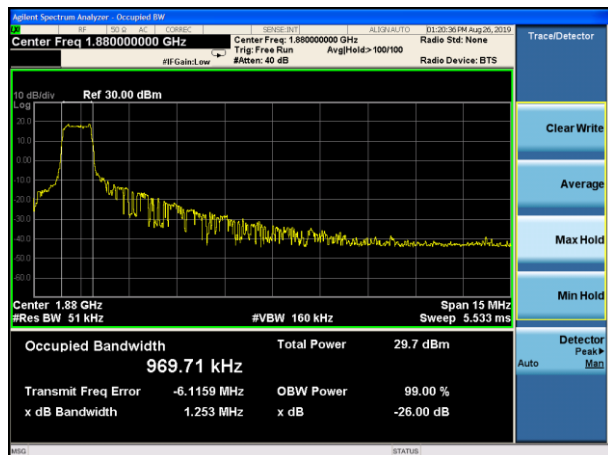 Agilent Spectrum Analyzer - Occupied BW
RF 50 Ω AC CORREC SENSE:INT ALIGNAUTO 01:20:36 PM Aug 26, 2019
Center Freq 1.880000000 GHz Center Freq: 1.880000000 GHz Radio Std: None
Trig: Free Run Avg|Hold:> 100/100
#IFGain:Low #Atten: 40 dB Radio Device: BTS
Trace/Detector
10 dB/div Ref 30.00 dBm
Log
20.0
10.0
0.00
-10.0
-20.0
-30.0
-40.0
-50.0
-60.0
Center 1.88 GHz Span 15 MHz
#Res BW 51 kHz #VBW 160 kHz Sweep 5.533 ms
Occupied Bandwidth Total Power 29.7 dBm
969.71 kHz
Transmit Freq Error -6.1159 MHz OBW Power 99.00 %
x dB Bandwidth 1.253 MHz x dB -26.00 dB
Clear Write
Average
Max Hold
Min Hold
Detector
Peak▶
Auto Man
MSG STATUS